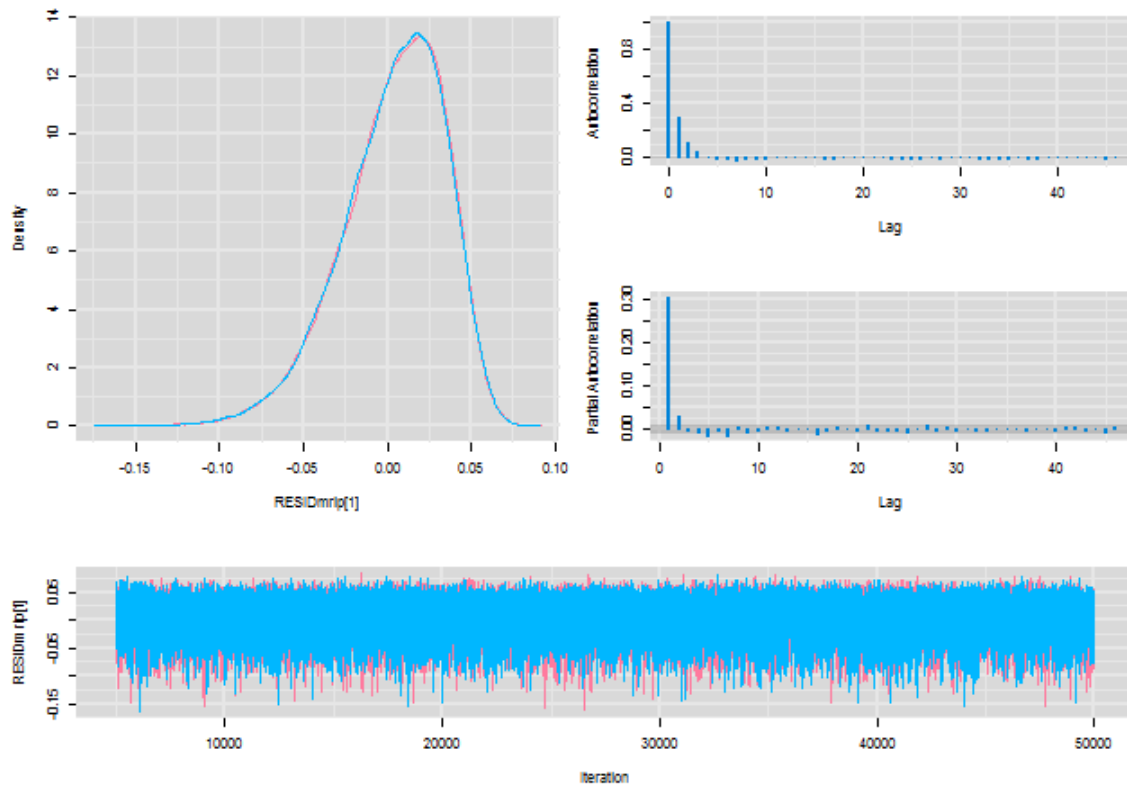 14
12
10
8
6
4
2
0
Density
-0.15 -0.10 -0.05 0.00 0.05 0.10
RESIDmrip[1]
0.8
0.4
0.0
Autocorrelation
0 10 20 30 40
Lag
0.30
0.20
0.10
0.00
Partial Autocorrelation
0 10 20 30 40
Lag
0.05
-0.05
-0.15
RESIDmrip[1]
10000 20000 30000 40000 50000
Iteration